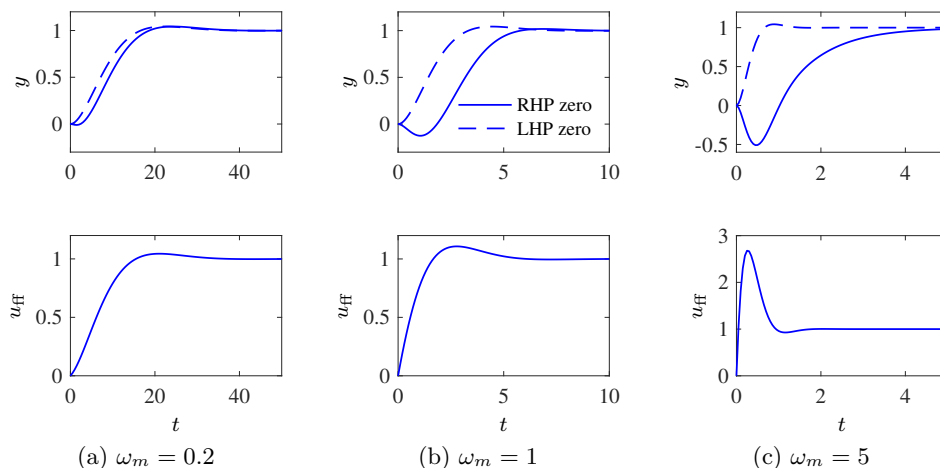 1
0.5
0
y
0 20 40
1
0.5
0
y
0 5 10
RHP zero
LHP zero
1
0.5
0
-0.5
y
0 2 4
1
0.5
0
u_ff
0 20 40
t
1
0.5
0
u_ff
0 5 10
t
3
2
1
0
u_ff
0 2 4
t
(a) ω_m = 0.2
(b) ω_m = 1
(c) ω_m = 5